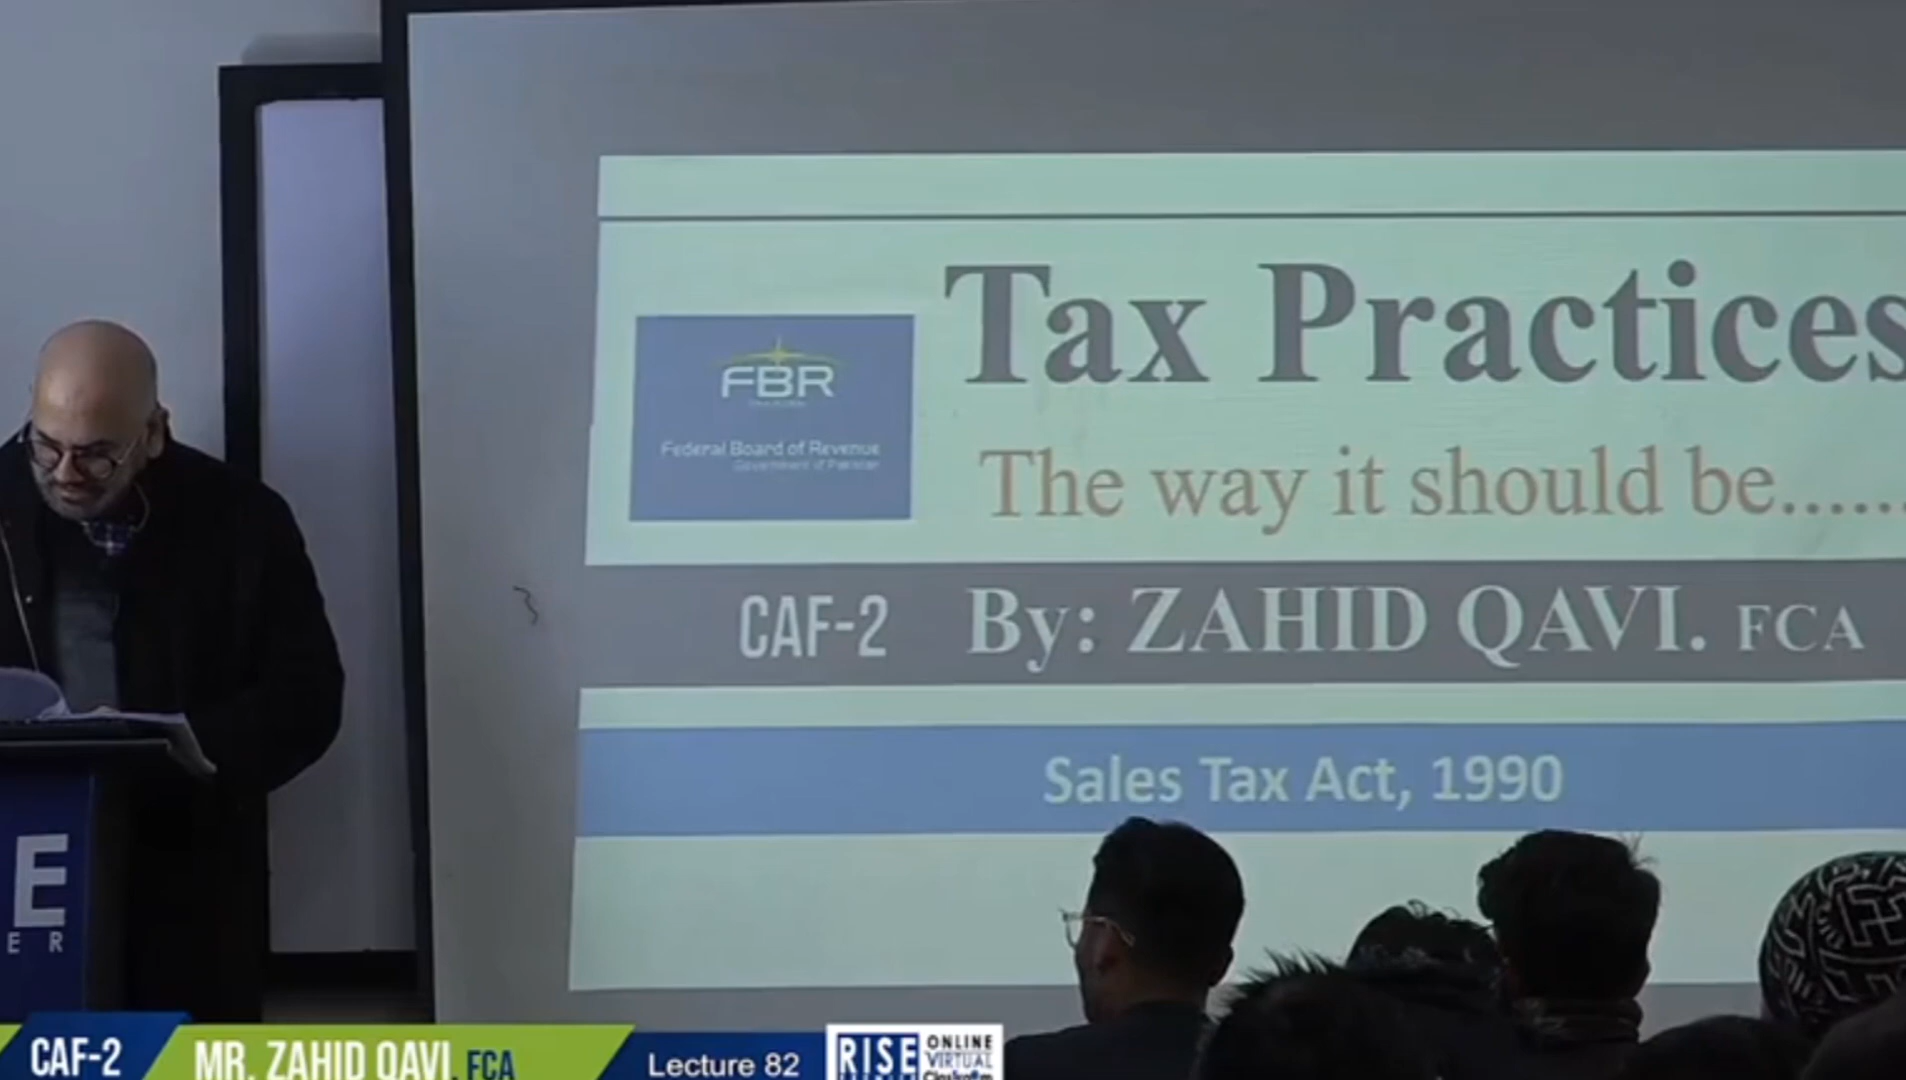 Tax Practices
FBR
Federal Board of Revenue
Government of Pakistan
The way it should be......
CAF-2 By: ZAHID QAVI. FCA
Sales Tax Act, 1990
E
E R
CAF-2
MR. ZAHID QAVI, FCA
Lecture 82
RISE
ONLINE
VIRTUAL